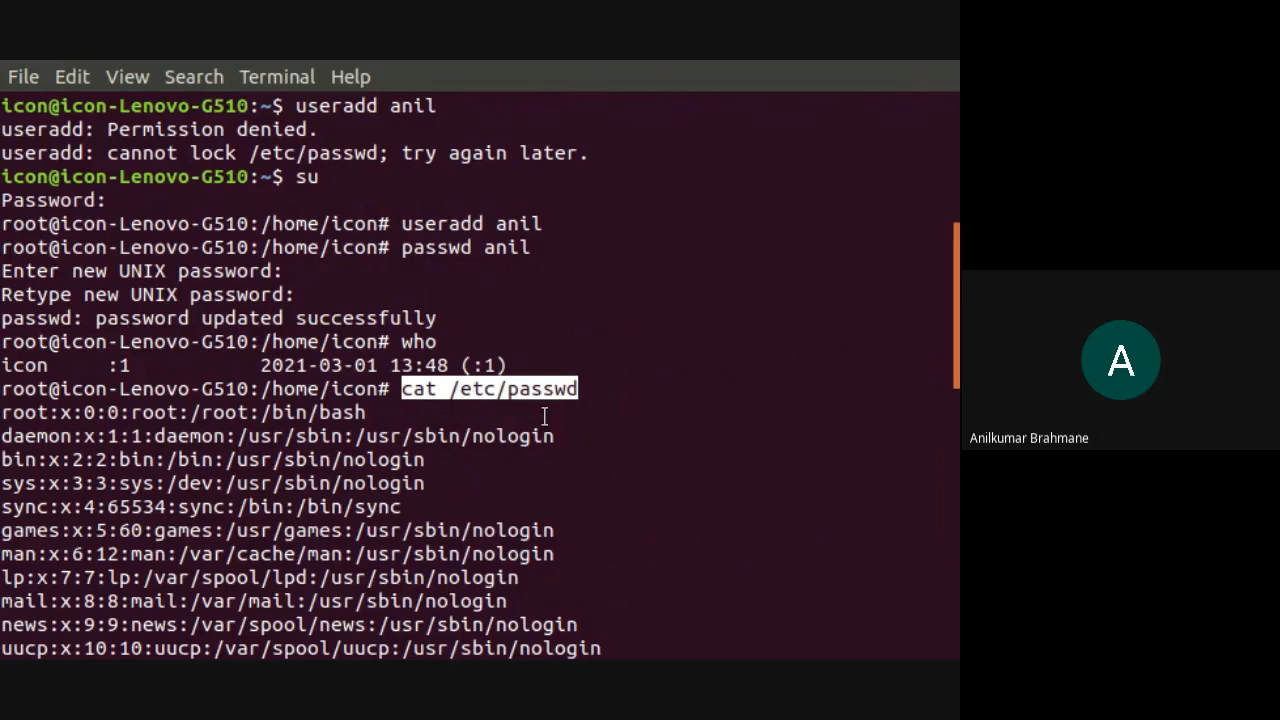 File Edit View Search Terminal Help
icon@icon-Lenovo-G510:~$ useradd anil
useradd: Permission denied.
useradd: cannot lock /etc/passwd; try again later.
icon@icon-Lenovo-G510:~$ su
Password:
root@icon-Lenovo-G510:/home/icon# useradd anil
root@icon-Lenovo-G510:/home/icon# passwd anil
Enter new UNIX password:
Retype new UNIX password:
passwd: password updated successfully
root@icon-Lenovo-G510:/home/icon# who
icon     :1           2021-03-01 13:48 (:1)
root@icon-Lenovo-G510:/home/icon# cat /etc/passwd
root:x:0:0:root:/root:/bin/bash
daemon:x:1:1:daemon:/usr/sbin:/usr/sbin/nologin
bin:x:2:2:bin:/bin:/usr/sbin/nologin
sys:x:3:3:sys:/dev:/usr/sbin/nologin
sync:x:4:65534:sync:/bin:/bin/sync
games:x:5:60:games:/usr/games:/usr/sbin/nologin
man:x:6:12:man:/var/cache/man:/usr/sbin/nologin
lp:x:7:7:lp:/var/spool/lpd:/usr/sbin/nologin
mail:x:8:8:mail:/var/mail:/usr/sbin/nologin
news:x:9:9:news:/var/spool/news:/usr/sbin/nologin
uucp:x:10:10:uucp:/var/spool/uucp:/usr/sbin/nologin
A
Anilkumar Brahmane